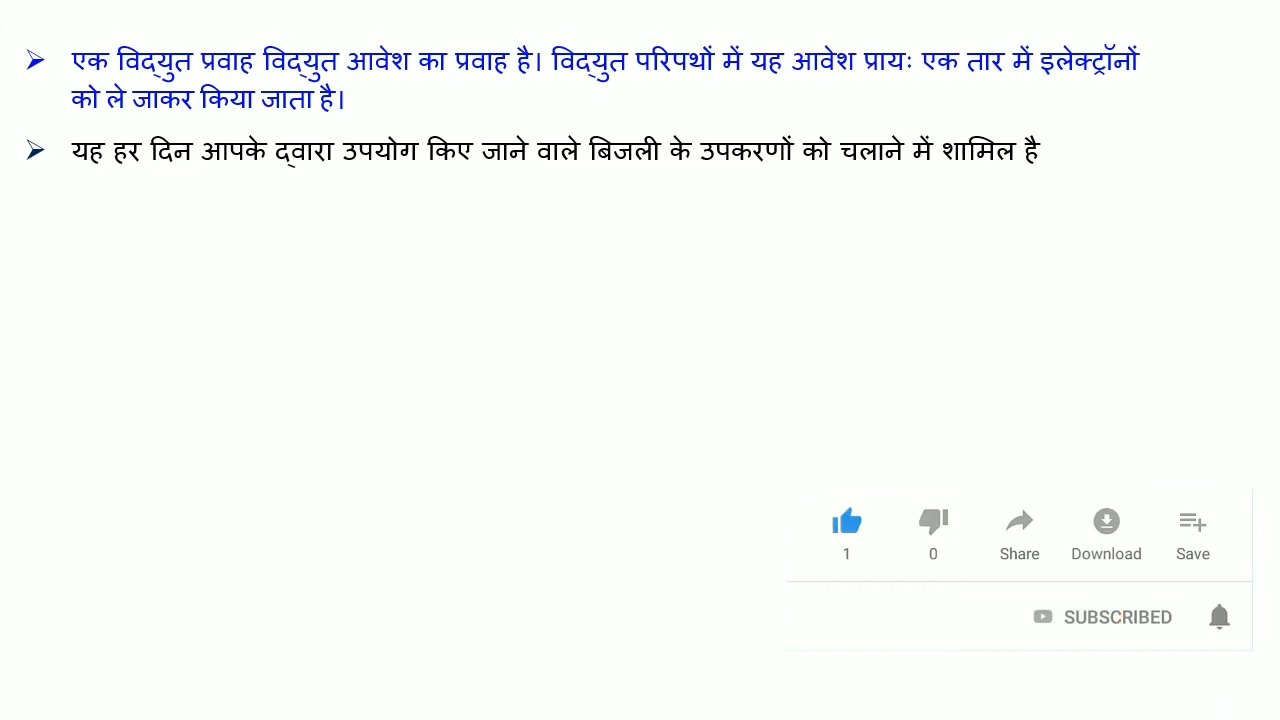 एक विद्युत प्रवाह विद्युत आवेश का प्रवाह है। विद्युत परिपथों में यह आवेश प्रायः एक तार में इलेक्ट्रॉनों
को ले जाकर किया जाता है।
यह हर दिन आपके द्वारा उपयोग किए जाने वाले बिजली के उपकरणों को चलाने में शामिल है
1 0 Share Download Save
SUBSCRIBED